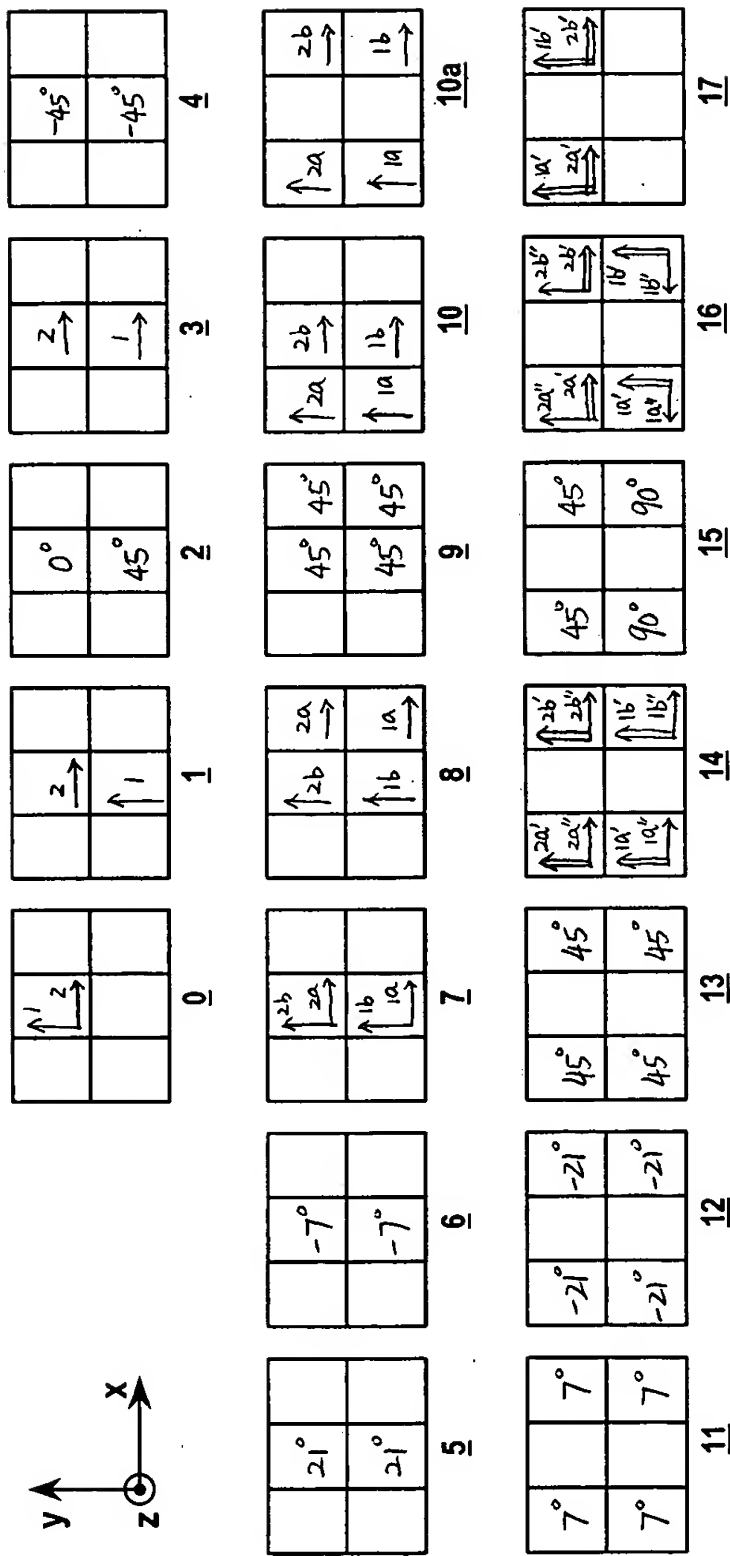 y
z
x
1
2
0
2
1
1
0°
45°
2
2
1
3
-45°
-45°
4
21°
21°
5
-7°
-7°
6
2b
2a
1b
1a
7
2b 2a
1b 1a
8
45° 45°
45° 45°
9
2a 2b
1a 1b
10
2a 2b
1a 1b
10a
7° 7°
7° 7°
11
-21° -21°
-21° -21°
12
45° 45°
45° 45°
13
2a' 2b'
2a" 2b"
1a' 1b'
1a" 1b"
14
45° 45°
90° 90°
15
2a" 2b"
2a' 2b'
1a' 1b'
1a" 1b"
16
1a' 1b'
2a' 2b'
17